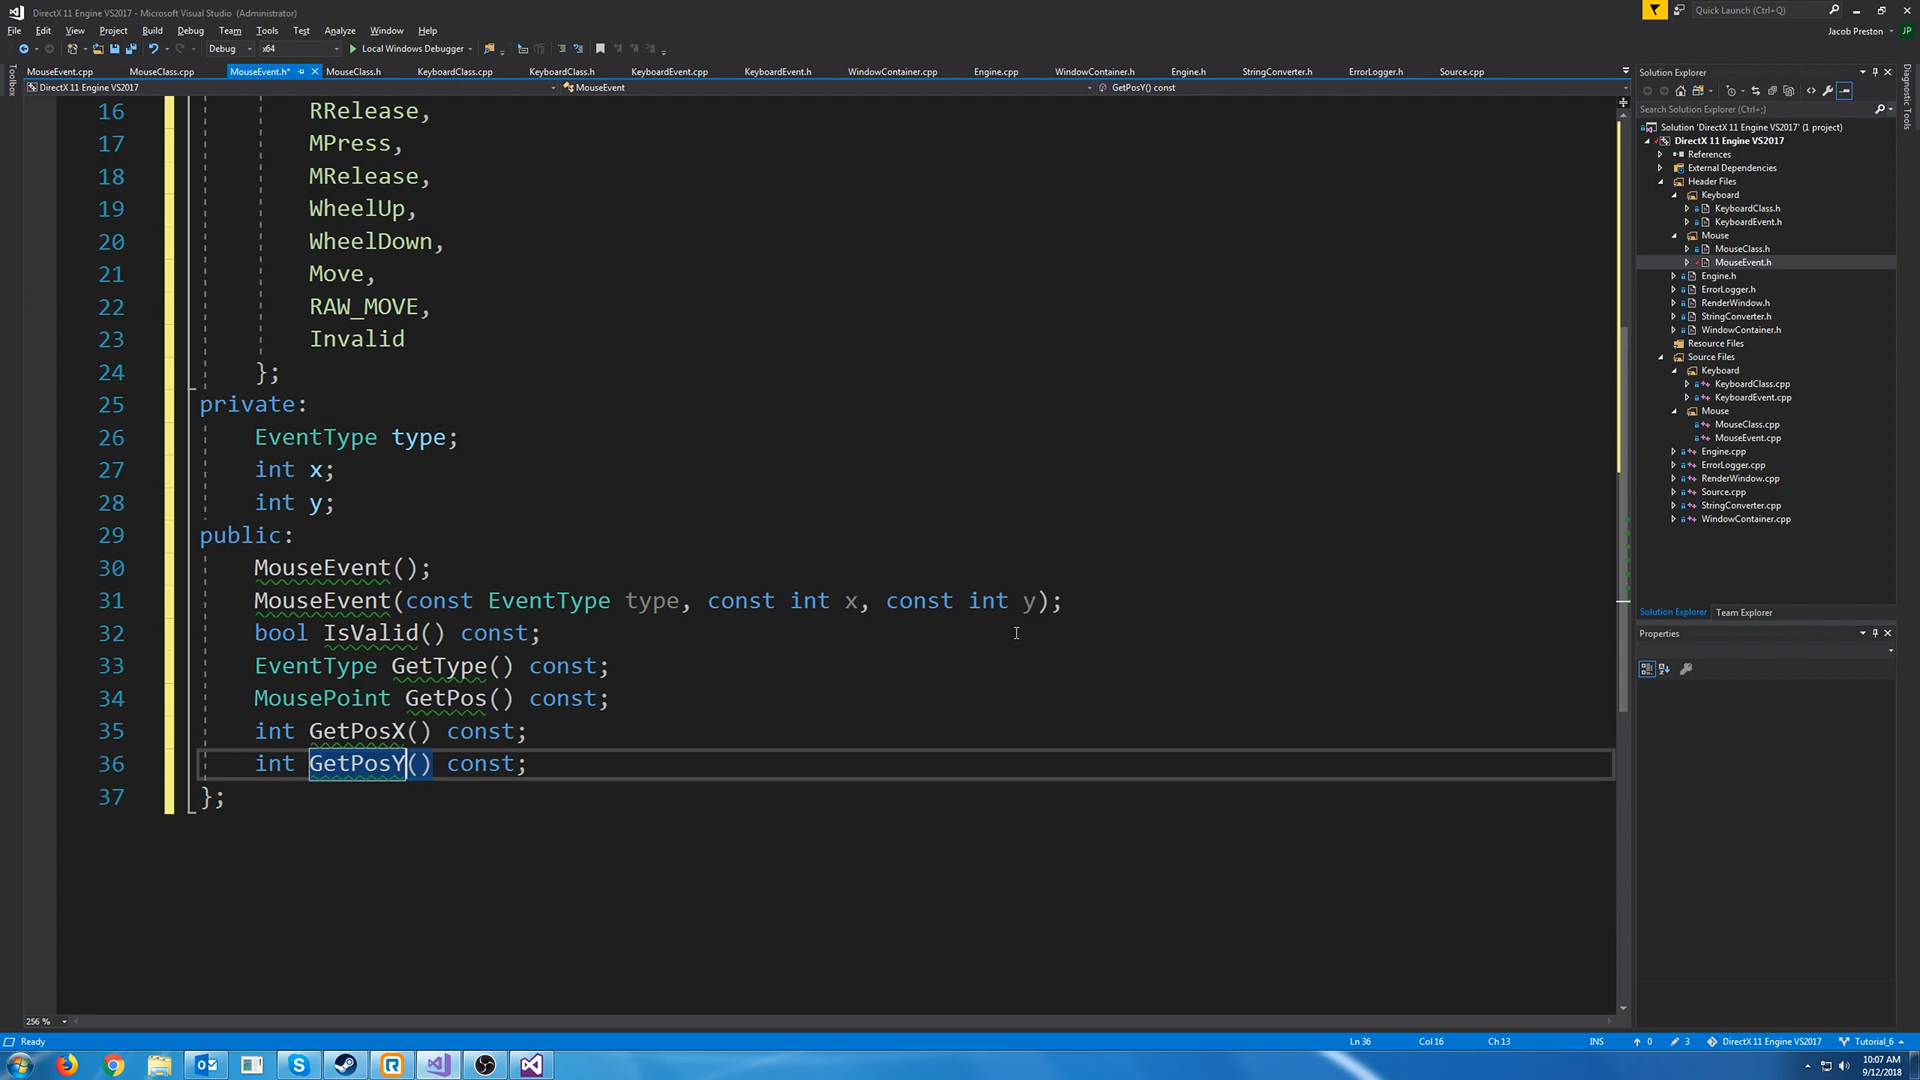 DirectX 11 Engine VS2017 - Microsoft Visual Studio (Administrator)
Quick Launch (Ctrl+Q)
File Edit View Project Build Debug Team Tools Test Analyze Window Help
Jacob Preston JP
Debug x64 Local Windows Debugger
Toolbox
MouseEvent.cpp MouseClass.cpp MouseEvent.h* MouseClass.h KeyboardClass.cpp KeyboardClass.h KeyboardEvent.cpp KeyboardEvent.h WindowContainer.cpp Engine.cpp WindowContainer.h Engine.h StringConverter.h ErrorLogger.h Source.cpp
DirectX 11 Engine VS2017 MouseEvent GetPosY() const
16 RRelease,
17 MPress,
18 MRelease,
19 WheelUp,
20 WheelDown,
21 Move,
22 RAW_MOVE,
23 Invalid
24 };
25 private:
26 EventType type;
27 int x;
28 int y;
29 public:
30 MouseEvent();
31 MouseEvent(const EventType type, const int x, const int y);
32 bool IsValid() const;
33 EventType GetType() const;
34 MousePoint GetPos() const;
35 int GetPosX() const;
36 int GetPosY() const;
37 };
256 %
Solution Explorer
Search Solution Explorer (Ctrl+;)
Solution 'DirectX 11 Engine VS2017' (1 project)
DirectX 11 Engine VS2017
References
External Dependencies
Header Files
Keyboard
KeyboardClass.h
KeyboardEvent.h
Mouse
MouseClass.h
MouseEvent.h
Engine.h
ErrorLogger.h
RenderWindow.h
StringConverter.h
WindowContainer.h
Resource Files
Source Files
Keyboard
KeyboardClass.cpp
KeyboardEvent.cpp
Mouse
MouseClass.cpp
MouseEvent.cpp
Engine.cpp
ErrorLogger.cpp
RenderWindow.cpp
Source.cpp
StringConverter.cpp
WindowContainer.cpp
Solution Explorer Team Explorer
Properties
Diagnostic Tools
Ready Ln 36 Col 16 Ch 13 INS 0 3 DirectX 11 Engine VS2017 Tutorial_6
10:07 AM
9/12/2018